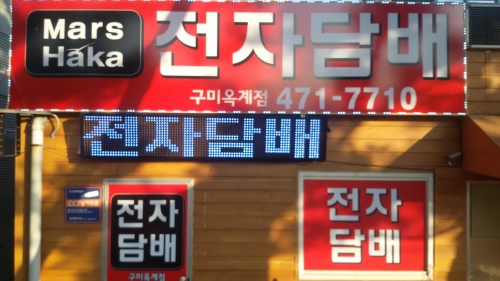 Mars
Haka
전자담배
구미옥계점 471-7710
전자담배
CCTV
전자
담배
구미옥계점
전자
담배